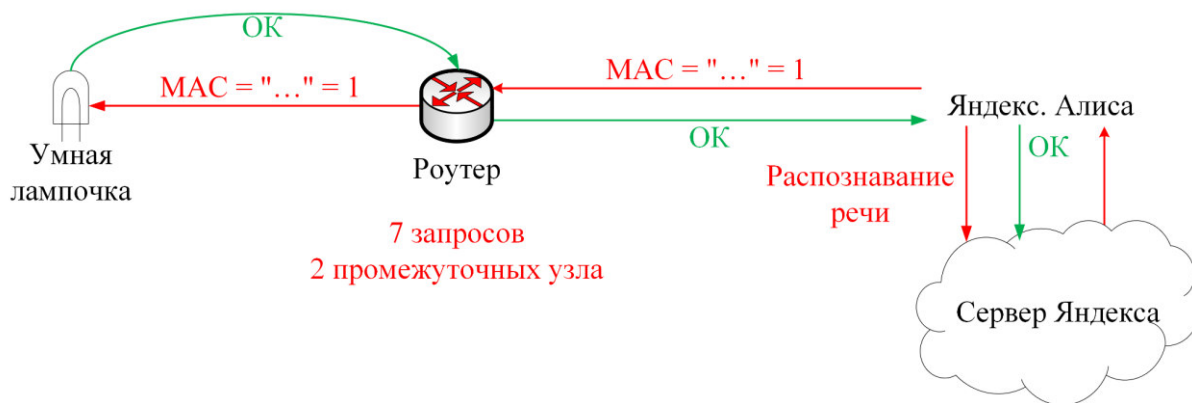 ОК
MAC = "…" = 1
MAC = "…" = 1
Яндекс. Алиса
ОК
ОК
Умная
лампочка
Роутер
Распознавание
речи
7 запросов
2 промежуточных узла
Сервер Яндекса